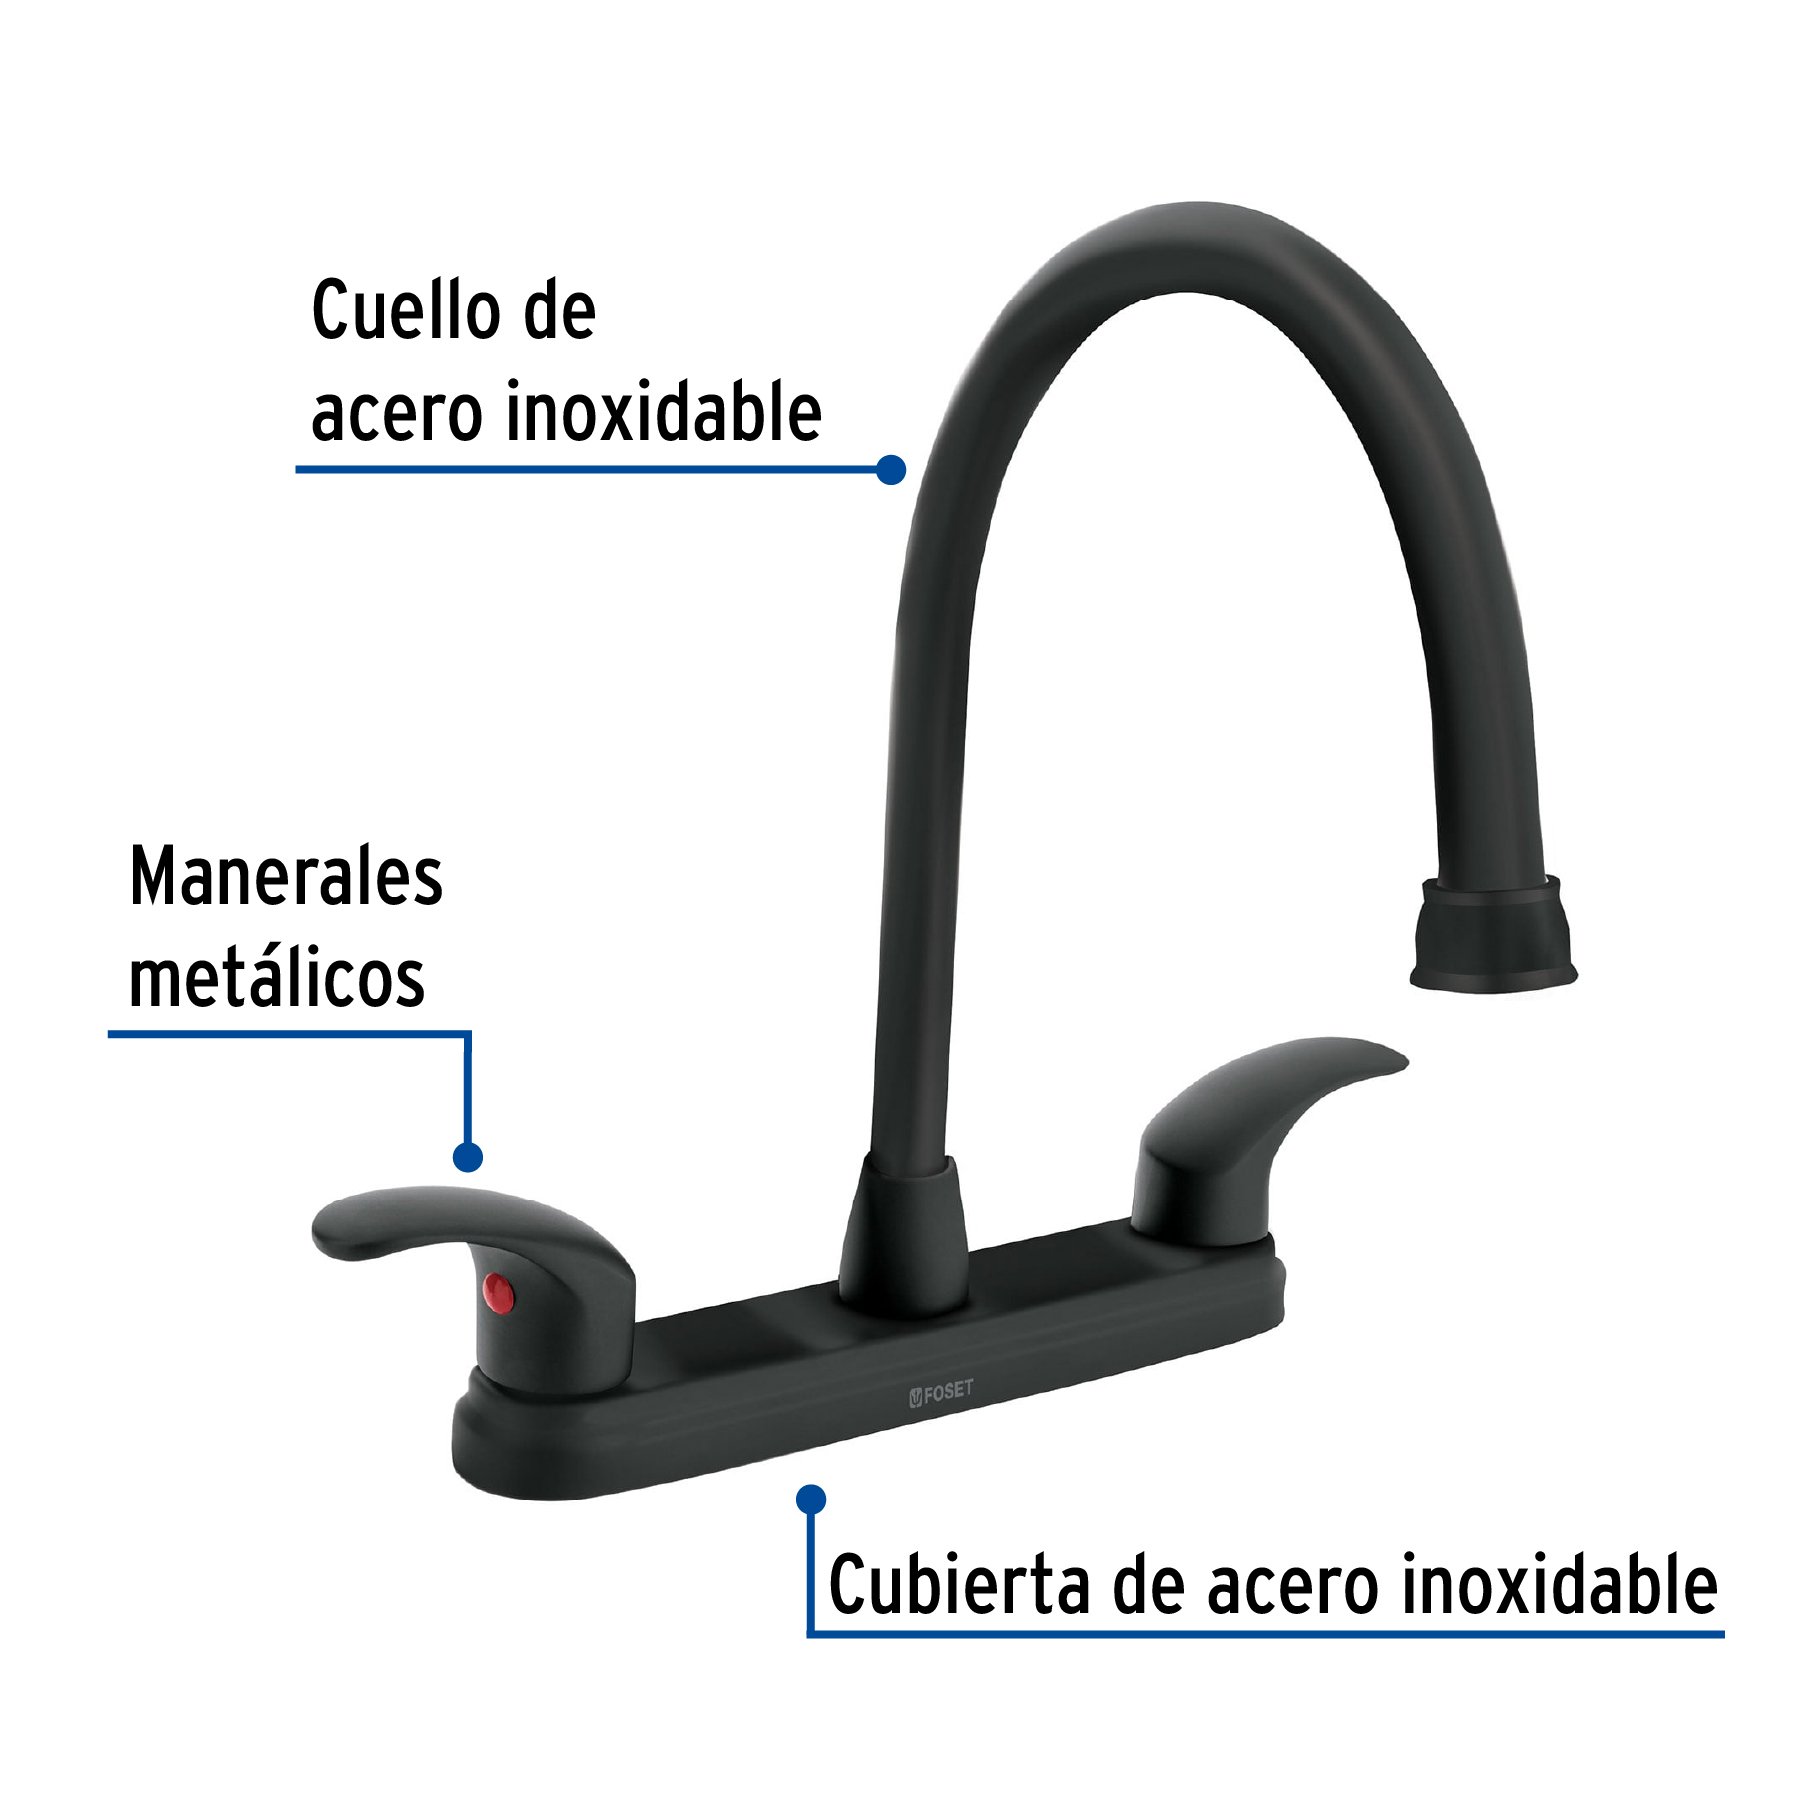 Cuello de
acero inoxidable
Manerales
metálicos
FOSET
Cubierta de acero inoxidable